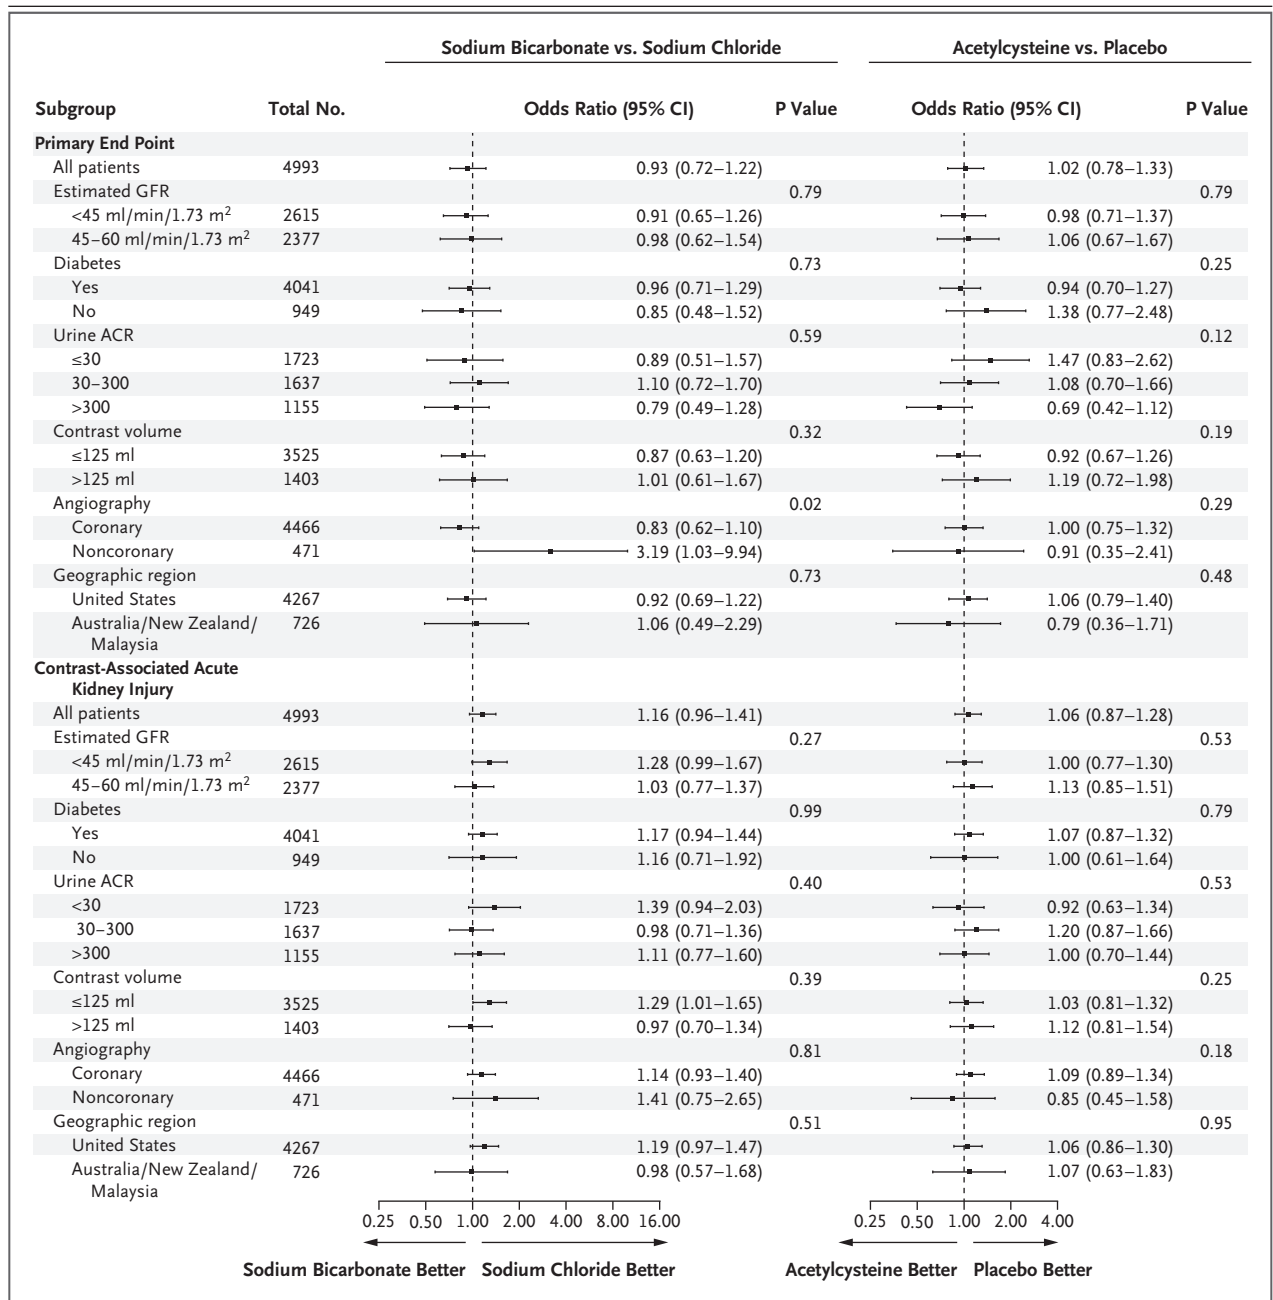 Sodium Bicarbonate vs. Sodium Chloride Acetylcysteine vs. Placebo
Subgroup Total No. Odds Ratio (95% CI) P Value Odds Ratio (95% CI) P Value
Primary End Point
All patients 4993 0.93 (0.72–1.22) 1.02 (0.78–1.33)
Estimated GFR 0.79 0.79
<45 ml/min/1.73 m² 2615 0.91 (0.65–1.26) 0.98 (0.71–1.37)
45–60 ml/min/1.73 m² 2377 0.98 (0.62–1.54) 1.06 (0.67–1.67)
Diabetes 0.73 0.25
Yes 4041 0.96 (0.71–1.29) 0.94 (0.70–1.27)
No 949 0.85 (0.48–1.52) 1.38 (0.77–2.48)
Urine ACR 0.59 0.12
≤30 1723 0.89 (0.51–1.57) 1.47 (0.83–2.62)
30–300 1637 1.10 (0.72–1.70) 1.08 (0.70–1.66)
>300 1155 0.79 (0.49–1.28) 0.69 (0.42–1.12)
Contrast volume 0.32 0.19
≤125 ml 3525 0.87 (0.63–1.20) 0.92 (0.67–1.26)
>125 ml 1403 1.01 (0.61–1.67) 1.19 (0.72–1.98)
Angiography 0.02 0.29
Coronary 4466 0.83 (0.62–1.10) 1.00 (0.75–1.32)
Noncoronary 471 3.19 (1.03–9.94) 0.91 (0.35–2.41)
Geographic region 0.73 0.48
United States 4267 0.92 (0.69–1.22) 1.06 (0.79–1.40)
Australia/New Zealand/ 726 1.06 (0.49–2.29) 0.79 (0.36–1.71)
Malaysia
Contrast-Associated Acute
Kidney Injury
All patients 4993 1.16 (0.96–1.41) 1.06 (0.87–1.28)
Estimated GFR 0.27 0.53
<45 ml/min/1.73 m² 2615 1.28 (0.99–1.67) 1.00 (0.77–1.30)
45–60 ml/min/1.73 m² 2377 1.03 (0.77–1.37) 1.13 (0.85–1.51)
Diabetes 0.99 0.79
Yes 4041 1.17 (0.94–1.44) 1.07 (0.87–1.32)
No 949 1.16 (0.71–1.92) 1.00 (0.61–1.64)
Urine ACR 0.40 0.53
<30 1723 1.39 (0.94–2.03) 0.92 (0.63–1.34)
30–300 1637 0.98 (0.71–1.36) 1.20 (0.87–1.66)
>300 1155 1.11 (0.77–1.60) 1.00 (0.70–1.44)
Contrast volume 0.39 0.25
≤125 ml 3525 1.29 (1.01–1.65) 1.03 (0.81–1.32)
>125 ml 1403 0.97 (0.70–1.34) 1.12 (0.81–1.54)
Angiography 0.81 0.18
Coronary 4466 1.14 (0.93–1.40) 1.09 (0.89–1.34)
Noncoronary 471 1.41 (0.75–2.65) 0.85 (0.45–1.58)
Geographic region 0.51 0.95
United States 4267 1.19 (0.97–1.47) 1.06 (0.86–1.30)
Australia/New Zealand/ 726 0.98 (0.57–1.68) 1.07 (0.63–1.83)
Malaysia
0.25 0.50 1.00 2.00 4.00 8.00 16.00 0.25 0.50 1.00 2.00 4.00
Sodium Bicarbonate Better Sodium Chloride Better Acetylcysteine Better Placebo Better